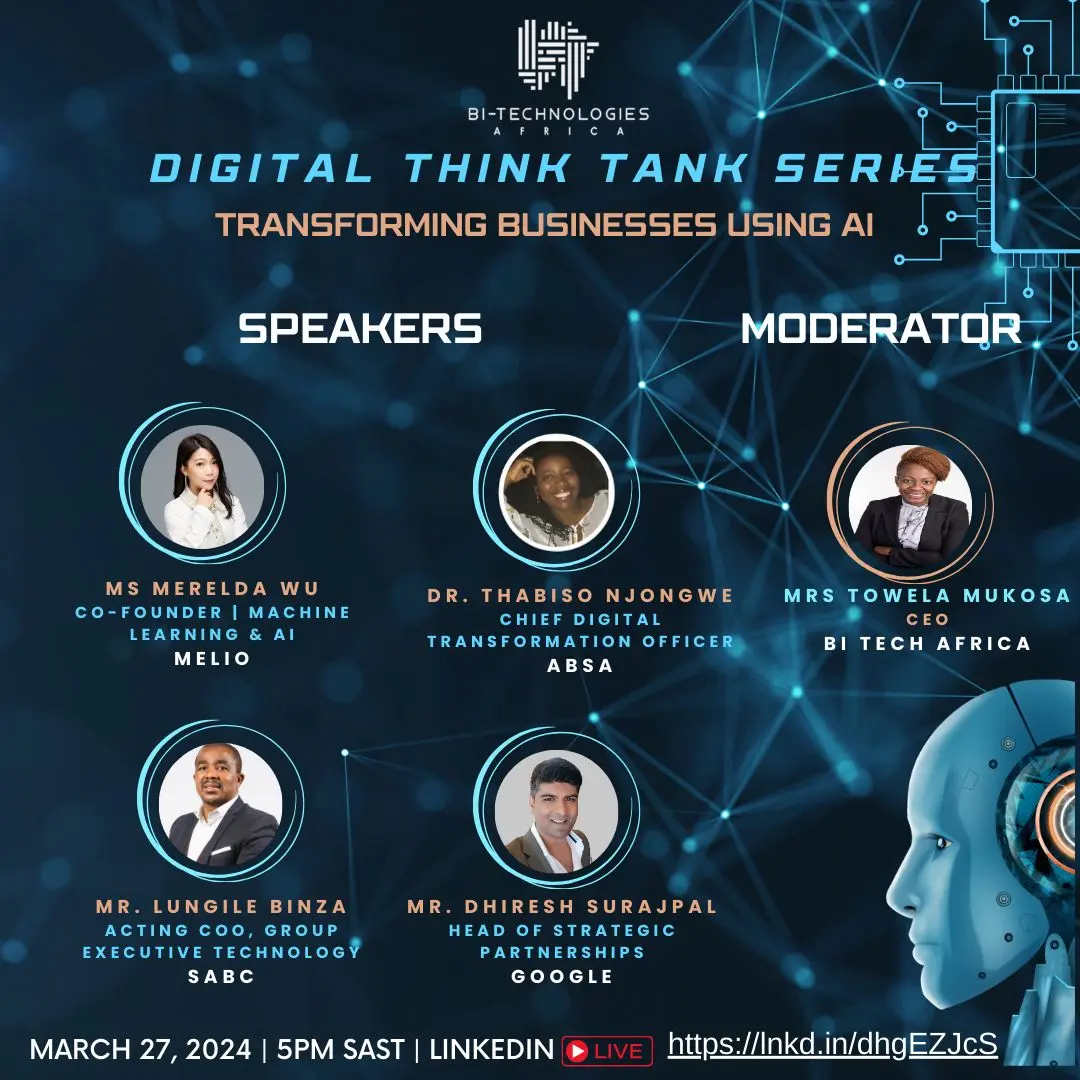 BI-TECHNOLOGIES
AFRICA
DIGITAL THINK TANK SERIES
TRANSFORMING BUSINESSES USING AI
SPEAKERS
MODERATOR
MS MERELDA WU
CO-FOUNDER | MACHINE
LEARNING & AI
MELIO
DR. THABISO NJONGWE
CHIEF DIGITAL
TRANSFORMATION OFFICER
ABSA
MRS TOWELA MUKOSA
CEO
BI TECH AFRICA
MR. LUNGILE BINZA
ACTING COO, GROUP
EXECUTIVE TECHNOLOGY
SABC
MR. DHIRESH SURAJPAL
HEAD OF STRATEGIC
PARTNERSHIPS
GOOGLE
MARCH 27, 2024 | 5PM SAST | LINKEDIN LIVE https://lnkd.in/dhgEZJcS